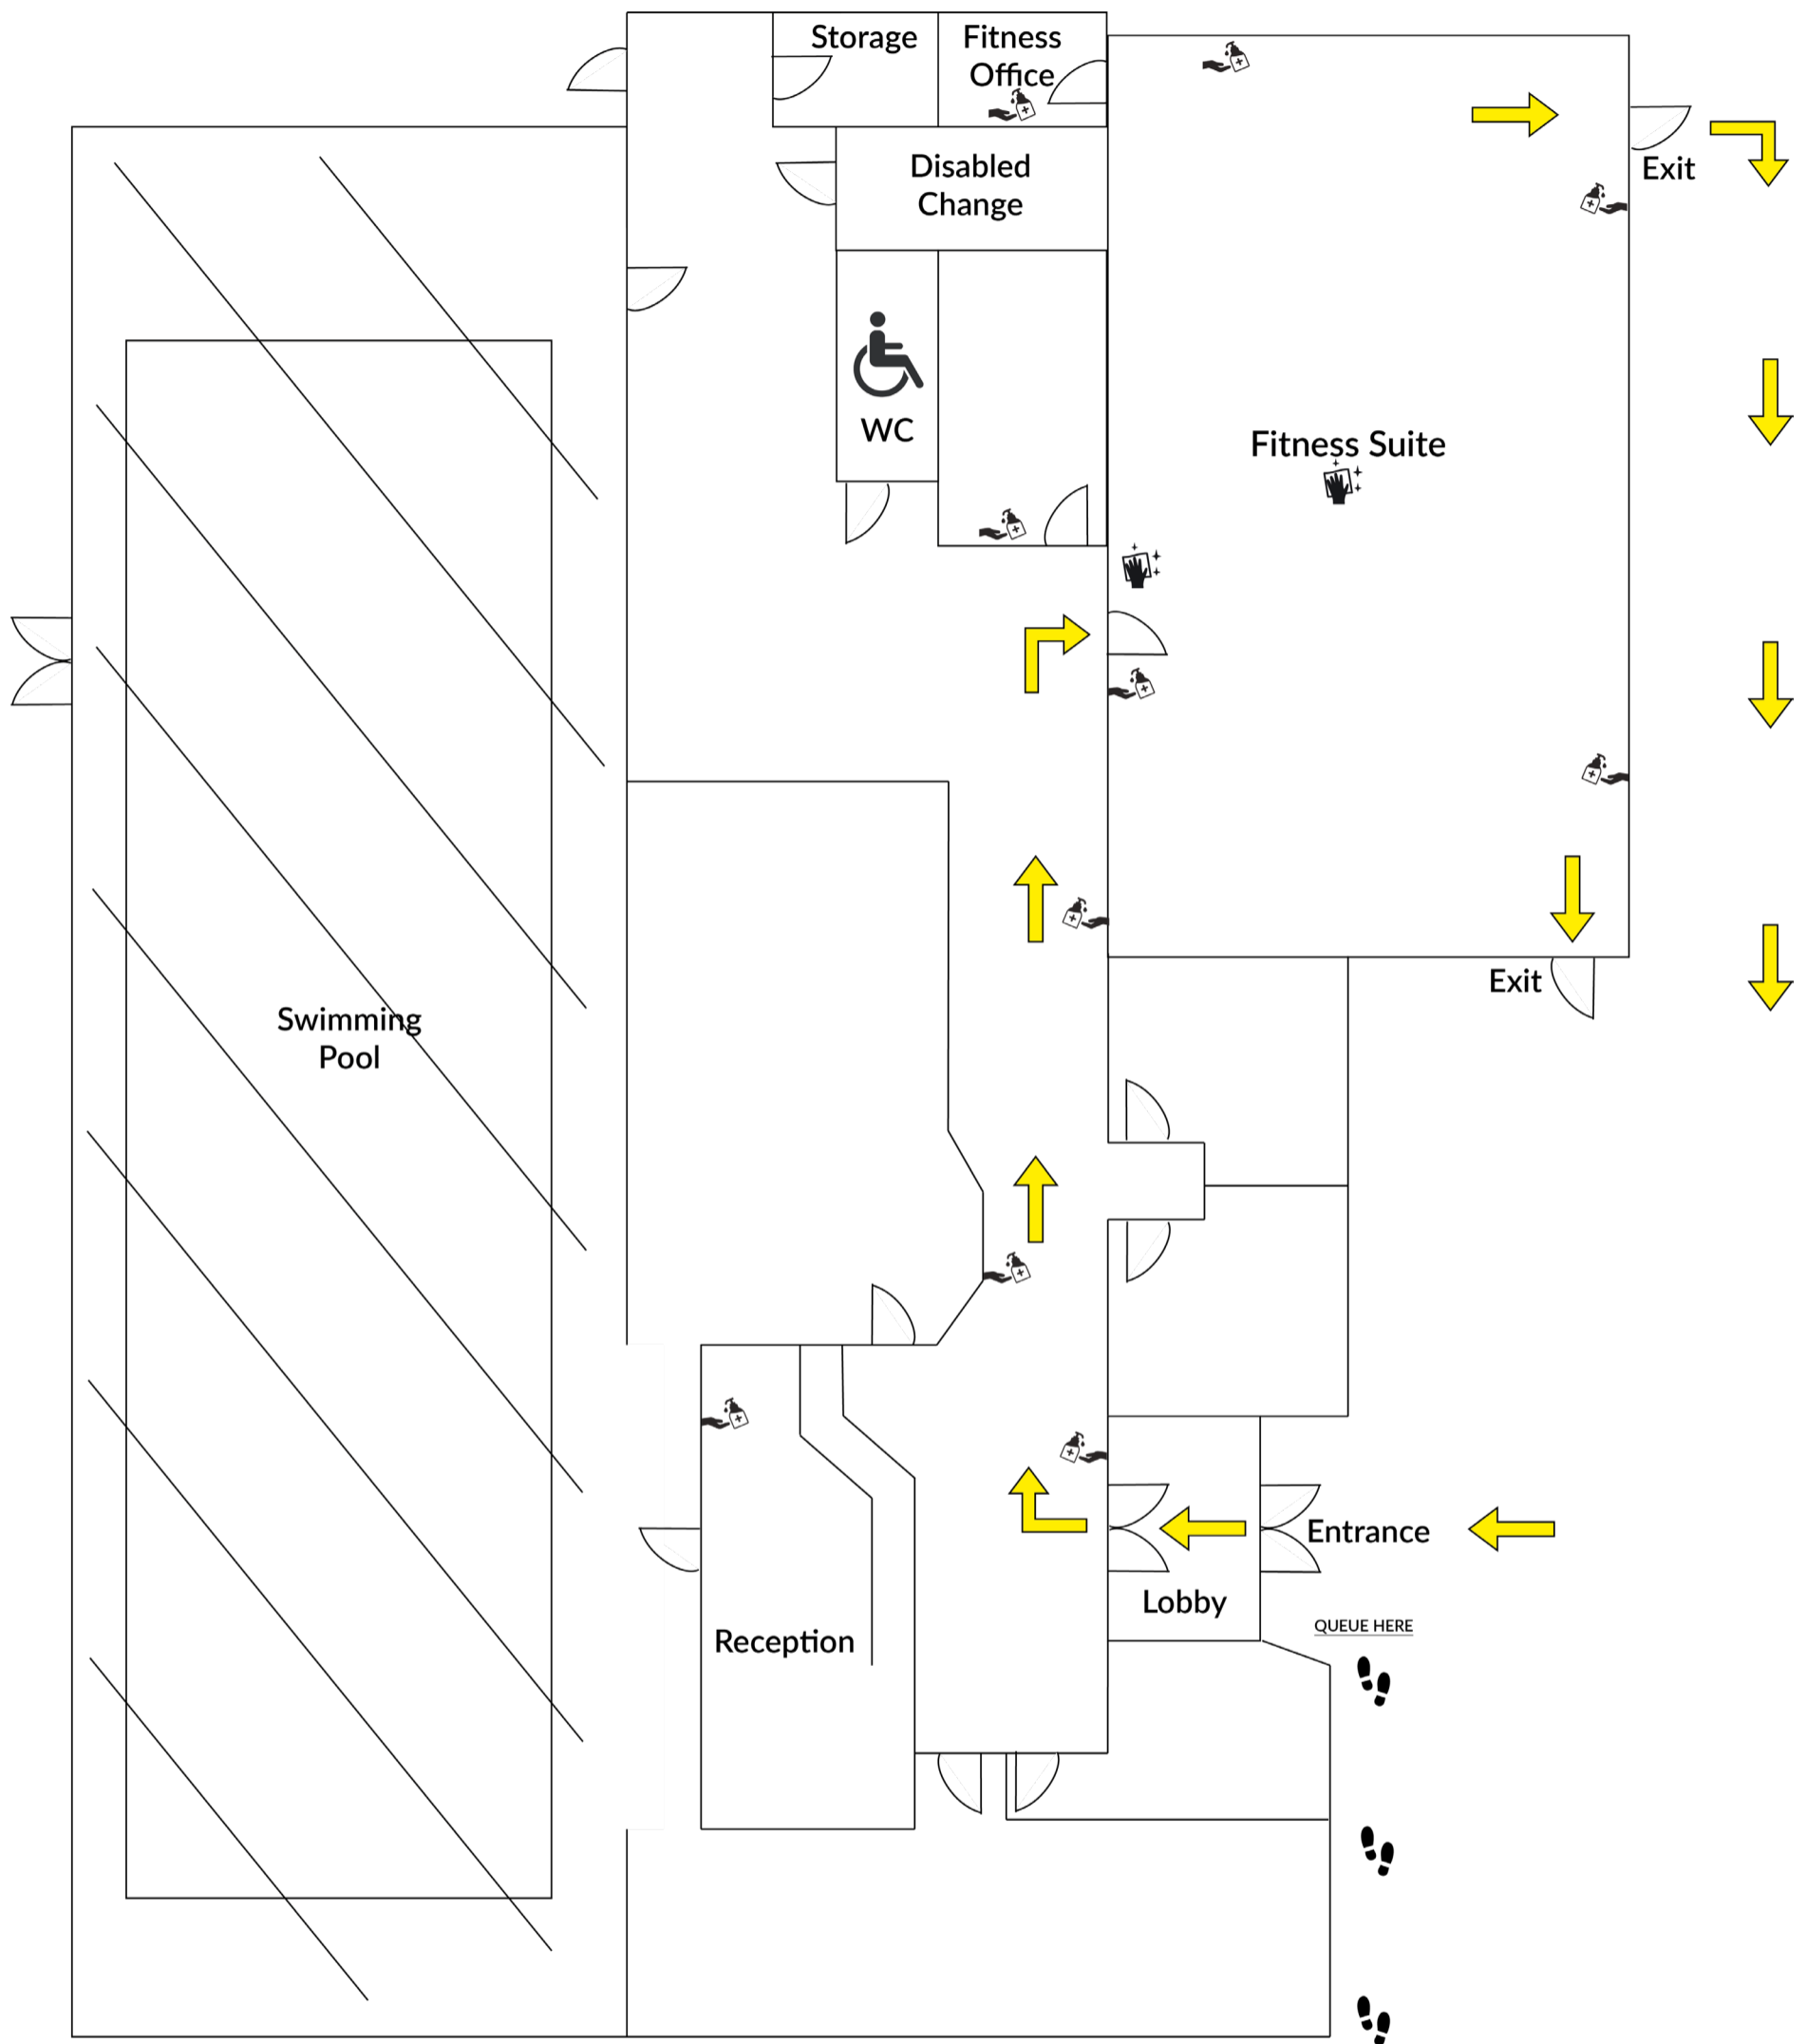 Storage
Fitness
Office
Exit
Disabled
Change
WC
Fitness Suite
Exit
Swimming
Pool
Entrance
Lobby
QUEUE HERE
Reception